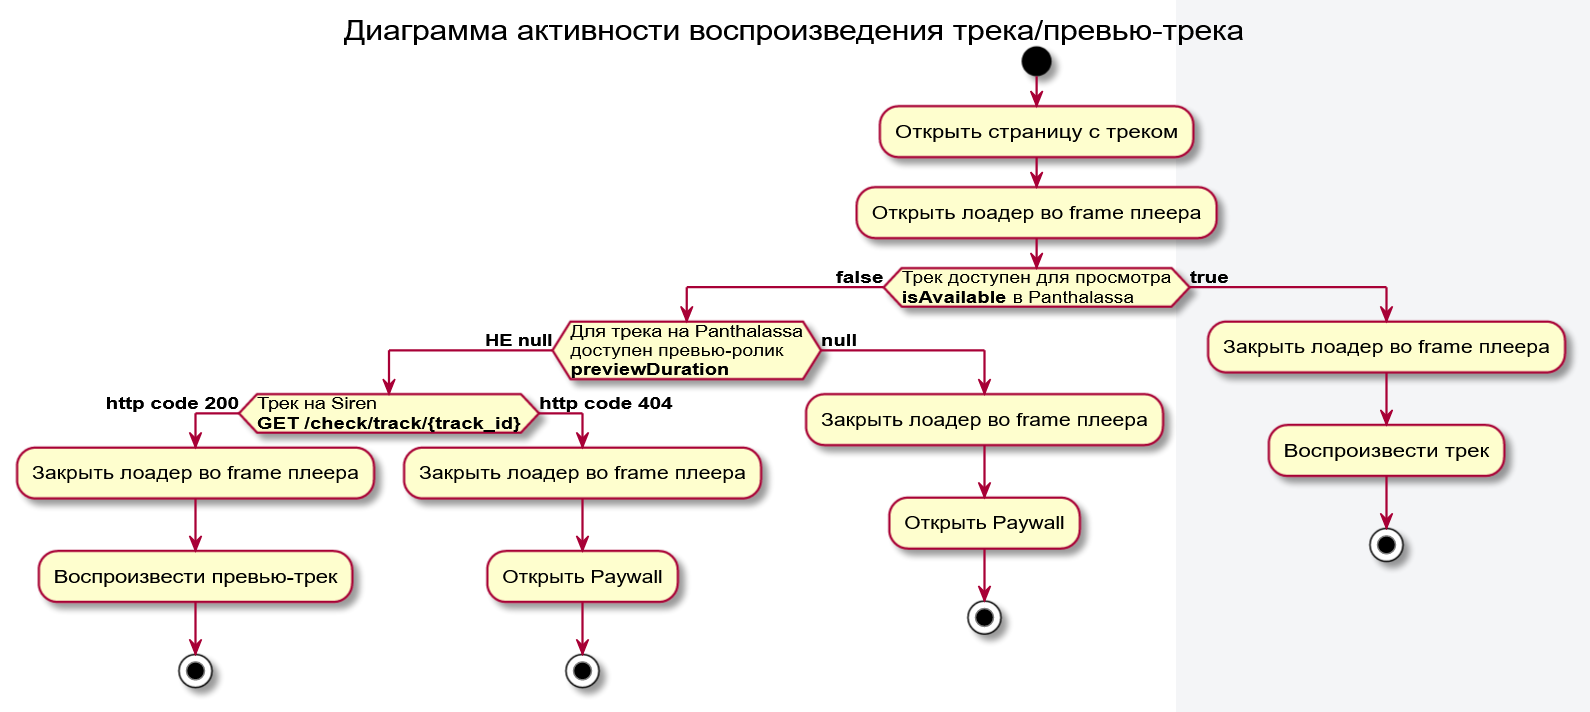 Диаграмма активности воспроизведения трека/превью-трека
Открыть страницу с треком
Открыть лоадер во frame плеера
false
Трек доступен для просмотра
isAvailable в Panthalassa
true
НЕ null
Для трека на Panthalassa
доступен превью-ролик
previewDuration
null
Закрыть лоадер во frame плеера
http code 200
Трек на Siren
GET /check/track/{track_id}
http code 404
Закрыть лоадер во frame плеера
Воспроизвести трек
Закрыть лоадер во frame плеера
Закрыть лоадер во frame плеера
Открыть Paywall
Воспроизвести превью-трек
Открыть Paywall